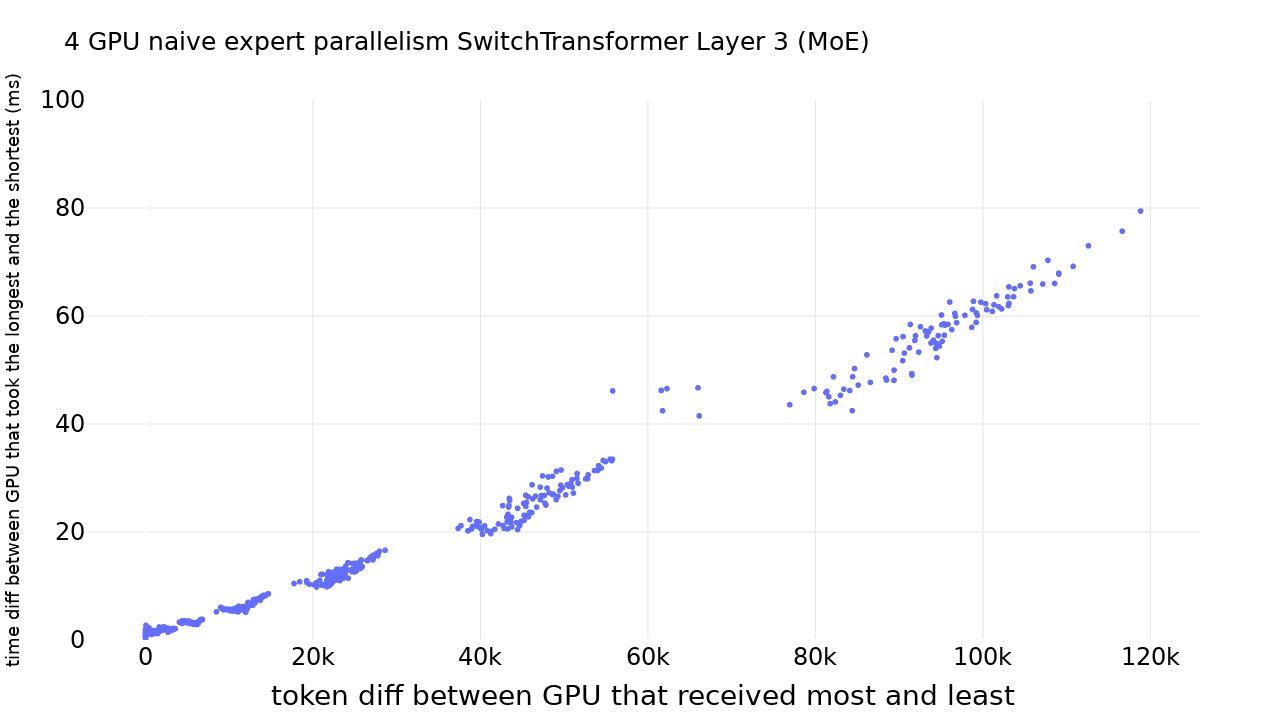 4 GPU naive expert parallelism SwitchTransformer Layer 3 (MoE)
time diff between GPU that took the longest and the shortest (ms)
100
80
60
40
20
0
0 20k 40k 60k 80k 100k 120k
token diff between GPU that received most and least